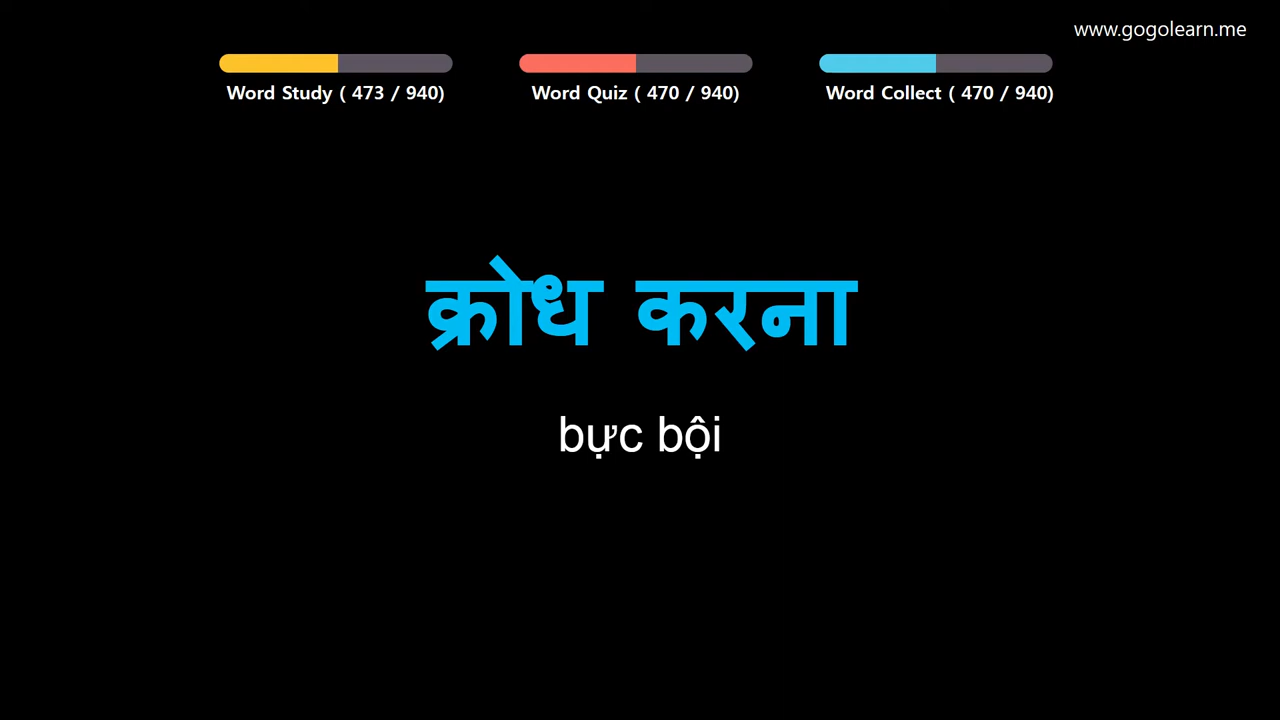 www.gogolearn.me
Word Study ( 473 / 940)
Word Quiz ( 470 / 940)
Word Collect ( 470 / 940)
क्रोध करना
bực bội